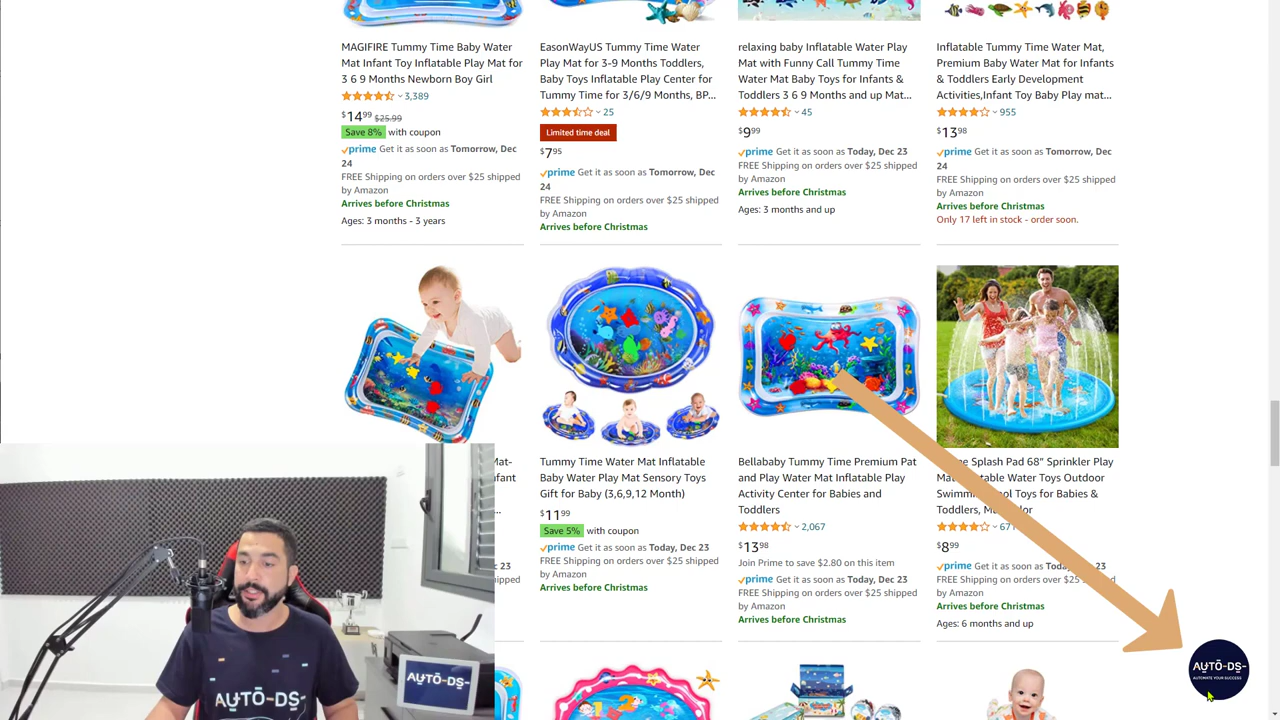 MAGIFIRE Tummy Time Baby Water
Mat Infant Toy Inflatable Play Mat for
3 6 9 Months Newborn Boy Girl
3,389
$14.99 $25.99
Save 8% with coupon
prime Get it as soon as Tomorrow, Dec
24
FREE Shipping on orders over $25 shipped
by Amazon
Arrives before Christmas
Ages: 3 months - 3 years
EasonWayUS Tummy Time Water
Play Mat for 3-9 Months Toddlers,
Baby Toys Inflatable Play Center for
Tummy Time for 3/6/9 Months, BP...
25
Limited time deal
$7.95
prime Get it as soon as Tomorrow, Dec
24
FREE Shipping on orders over $25 shipped
by Amazon
Arrives before Christmas
relaxing baby Inflatable Water Play
Mat with Funny Call Tummy Time
Water Mat Baby Toys for Infants &
Toddlers 3 6 9 Months and up Mat...
45
$9.99
prime Get it as soon as Today, Dec 23
FREE Shipping on orders over $25 shipped
by Amazon
Arrives before Christmas
Ages: 3 months and up
Inflatable Tummy Time Water Mat,
Premium Baby Water Mat for Infants
& Toddlers Early Development
Activities,Infant Toy Baby Play mat...
955
$13.98
prime Get it as soon as Tomorrow, Dec
24
FREE Shipping on orders over $25 shipped
by Amazon
Arrives before Christmas
Only 17 left in stock - order soon.
Mat-
Tummy Time Water Mat Inflatable
Baby Water Play Mat Sensory Toys
Gift for Baby (3,6,9,12 Month)
$11.99
Save 5% with coupon
prime Get it as soon as Today, Dec 23
FREE Shipping on orders over $25 shipped
by Amazon
Arrives before Christmas
Bellababy Tummy Time Premium Pat
and Play Water Mat Inflatable Play
Activity Center for Babies and
Toddlers
2,067
$13.98
Join Prime to save $2.80 on this item
prime Get it as soon as Today, Dec 23
FREE Shipping on orders over $25 shipped
by Amazon
Arrives before Christmas
Splash Pad 68" Sprinkler Play
Water Toys Outdoor
Toys for Babies &
Toddlers,
$8.99
prime Get it as soon as
FREE Shipping on orders over $25
by Amazon
Arrives before Christmas
Ages: 6 months and up
AUTŌ-DS-
AUTŌ-DS-
AUTŌ-DS-
AUTOMATE YOUR SUCCESS